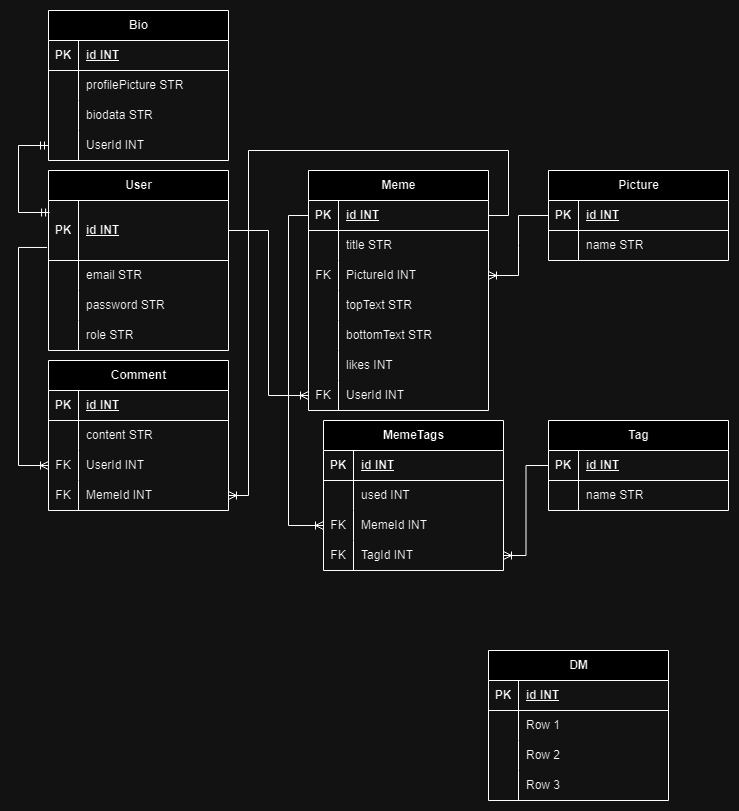 Bio
PK id INT
profilePicture STR
biodata STR
UserId INT
User
PK id INT
email STR
password STR
role STR
Comment
PK id INT
content STR
FK UserId INT
FK MemeId INT
Meme
PK id INT
title STR
FK PictureId INT
topText STR
bottomText STR
likes INT
FK UserId INT
Picture
PK id INT
name STR
MemeTags
PK id INT
used INT
FK MemeId INT
FK TagId INT
Tag
PK id INT
name STR
DM
PK id INT
Row 1
Row 2
Row 3